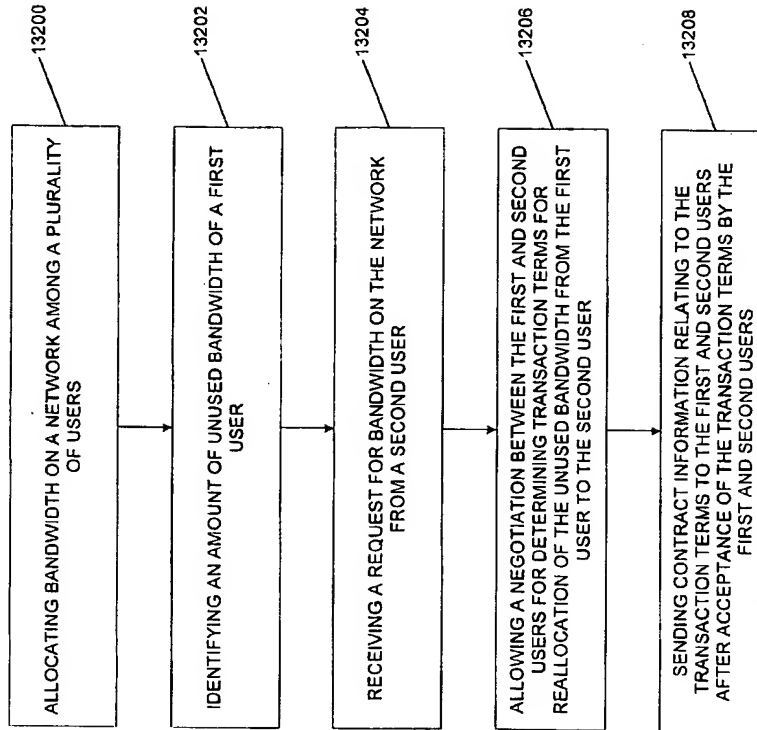 ALLOCATING BANDWIDTH ON A NETWORK AMONG A PLURALITY
OF USERS
13200
IDENTIFYING AN AMOUNT OF UNUSED BANDWIDTH OF A FIRST
USER
13202
RECEIVING A REQUEST FOR BANDWIDTH ON THE NETWORK
FROM A SECOND USER
13204
ALLOWING A NEGOTIATION BETWEEN THE FIRST AND SECOND
USERS FOR DETERMINING TRANSACTION TERMS FOR
REALLOCATION OF THE UNUSED BANDWIDTH FROM THE FIRST
USER TO THE SECOND USER
13206
SENDING CONTRACT INFORMATION RELATING TO THE
TRANSACTION TERMS TO THE FIRST AND SECOND USERS
AFTER ACCEPTANCE OF THE TRANSACTION TERMS BY THE
FIRST AND SECOND USERS
13208